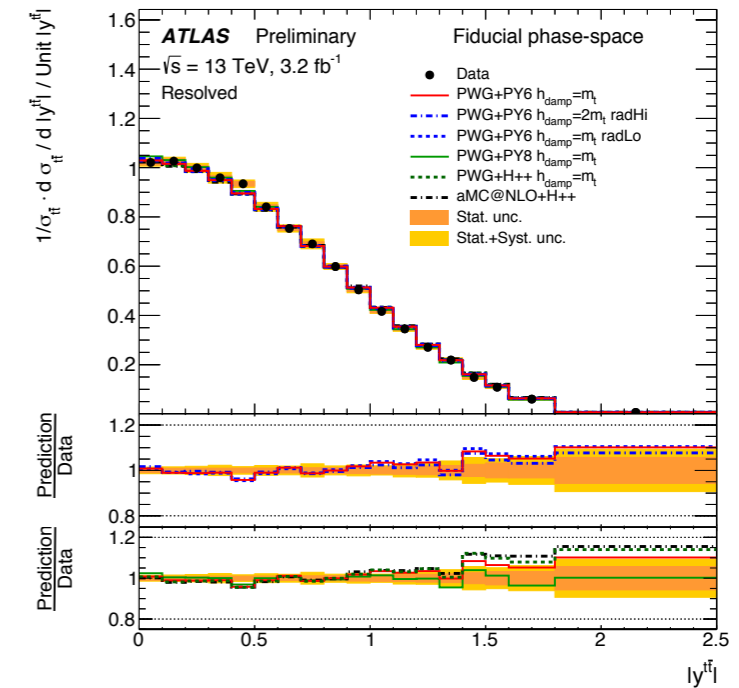 ATLAS Preliminary Fiducial phase-space
√s = 13 TeV, 3.2 fb⁻¹
Resolved
Data
PWG+PY6 h_damp=m_t
PWG+PY6 h_damp=2m_t radHi
PWG+PY6 h_damp=m_t radLo
PWG+PY8 h_damp=m_t
PWG+H++ h_damp=m_t
aMC@NLO+H++
Stat. unc.
Stat.+Syst. unc.
1/σ_tt̄ · d σ_tt̄ / d |y^tt̄| / Unit |y^tt̄|
1.6
1.4
1.2
1
0.8
0.6
0.4
0.2
Prediction
Data
1.2
1
0.8
Prediction
Data
1.2
1
0.8
0 0.5 1 1.5 2 2.5
|y^tt̄|